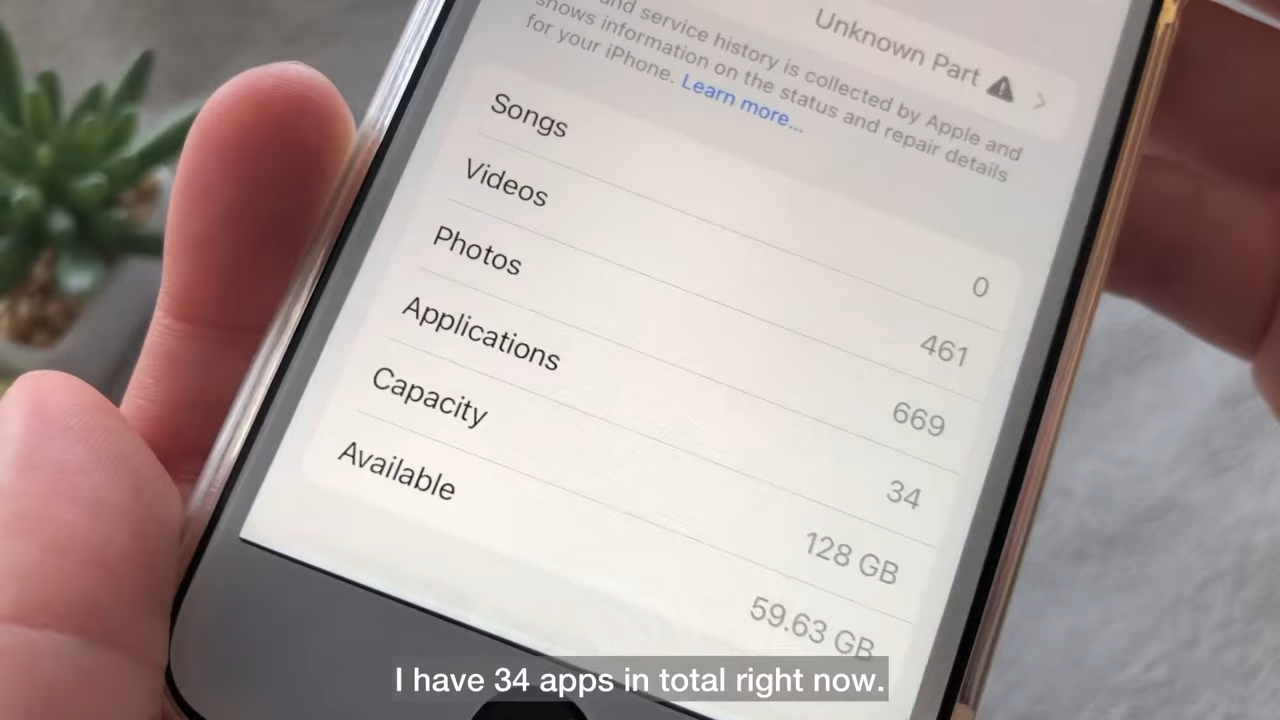 Unknown Part
and service history is collected by Apple and
shows information on the status and repair details
for your iPhone. Learn more...
Songs 0
Videos 461
Photos 669
Applications 34
Capacity 128 GB
Available 59.63 GB
I have 34 apps in total right now.